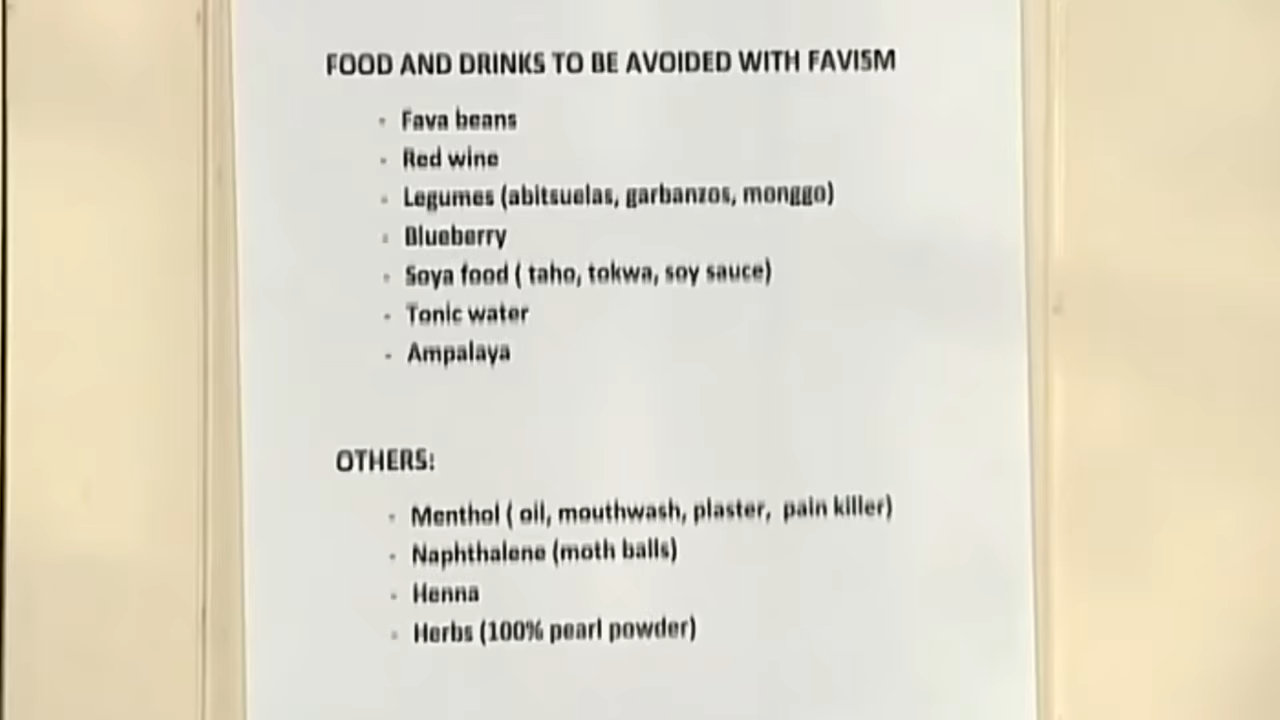 FOOD AND DRINKS TO BE AVOIDED WITH FAVISM
- Fava beans
- Red wine
- Legumes (abitsuelas, garbanzos, monggo)
- Blueberry
- Soya food ( taho, tokwa, soy sauce)
- Tonic water
- Ampalaya
OTHERS:
- Menthol ( oil, mouthwash, plaster, pain killer)
- Naphthalene (moth balls)
- Henna
- Herbs (100% pearl powder)